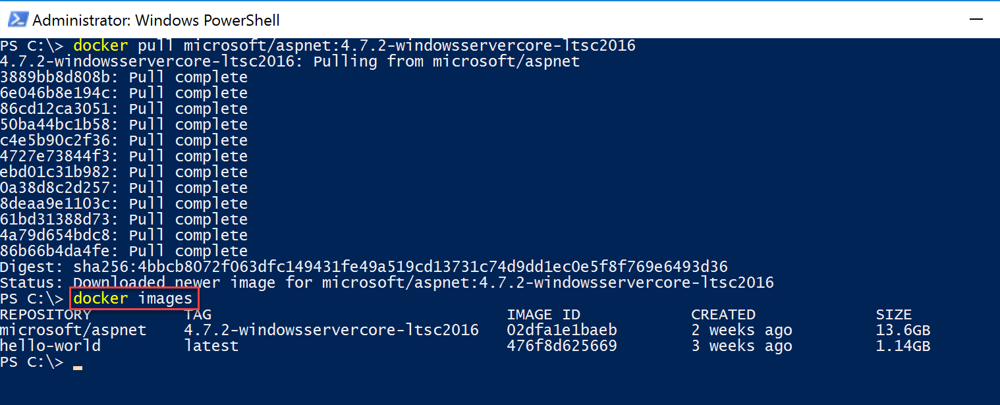 Administrator: Windows PowerShell
PS C:\> docker pull microsoft/aspnet:4.7.2-windowsservercore-ltsc2016
4.7.2-windowsservercore-ltsc2016: Pulling from microsoft/aspnet
3889bb8d808b: Pull complete
6e046b8e194c: Pull complete
86cd12ca3051: Pull complete
50ba44bc1b58: Pull complete
c4e5b90c2f36: Pull complete
4727e73844f3: Pull complete
ebd01c31b982: Pull complete
0a38d8c2d257: Pull complete
8deaa9e1103c: Pull complete
61bd31388d73: Pull complete
4a79d654bdc8: Pull complete
86b66b4da4fe: Pull complete
Digest: sha256:4bbcb8072f063dfc149431fe49a519cd13731c74d9dd1ec0e5f8f769e6493d36
Status: Downloaded newer image for microsoft/aspnet:4.7.2-windowsservercore-ltsc2016
PS C:\> docker images
REPOSITORY TAG IMAGE ID CREATED SIZE
microsoft/aspnet 4.7.2-windowsservercore-ltsc2016 02dfa1e1baeb 2 weeks ago 13.6GB
hello-world latest 476f8d625669 3 weeks ago 1.14GB
PS C:\>